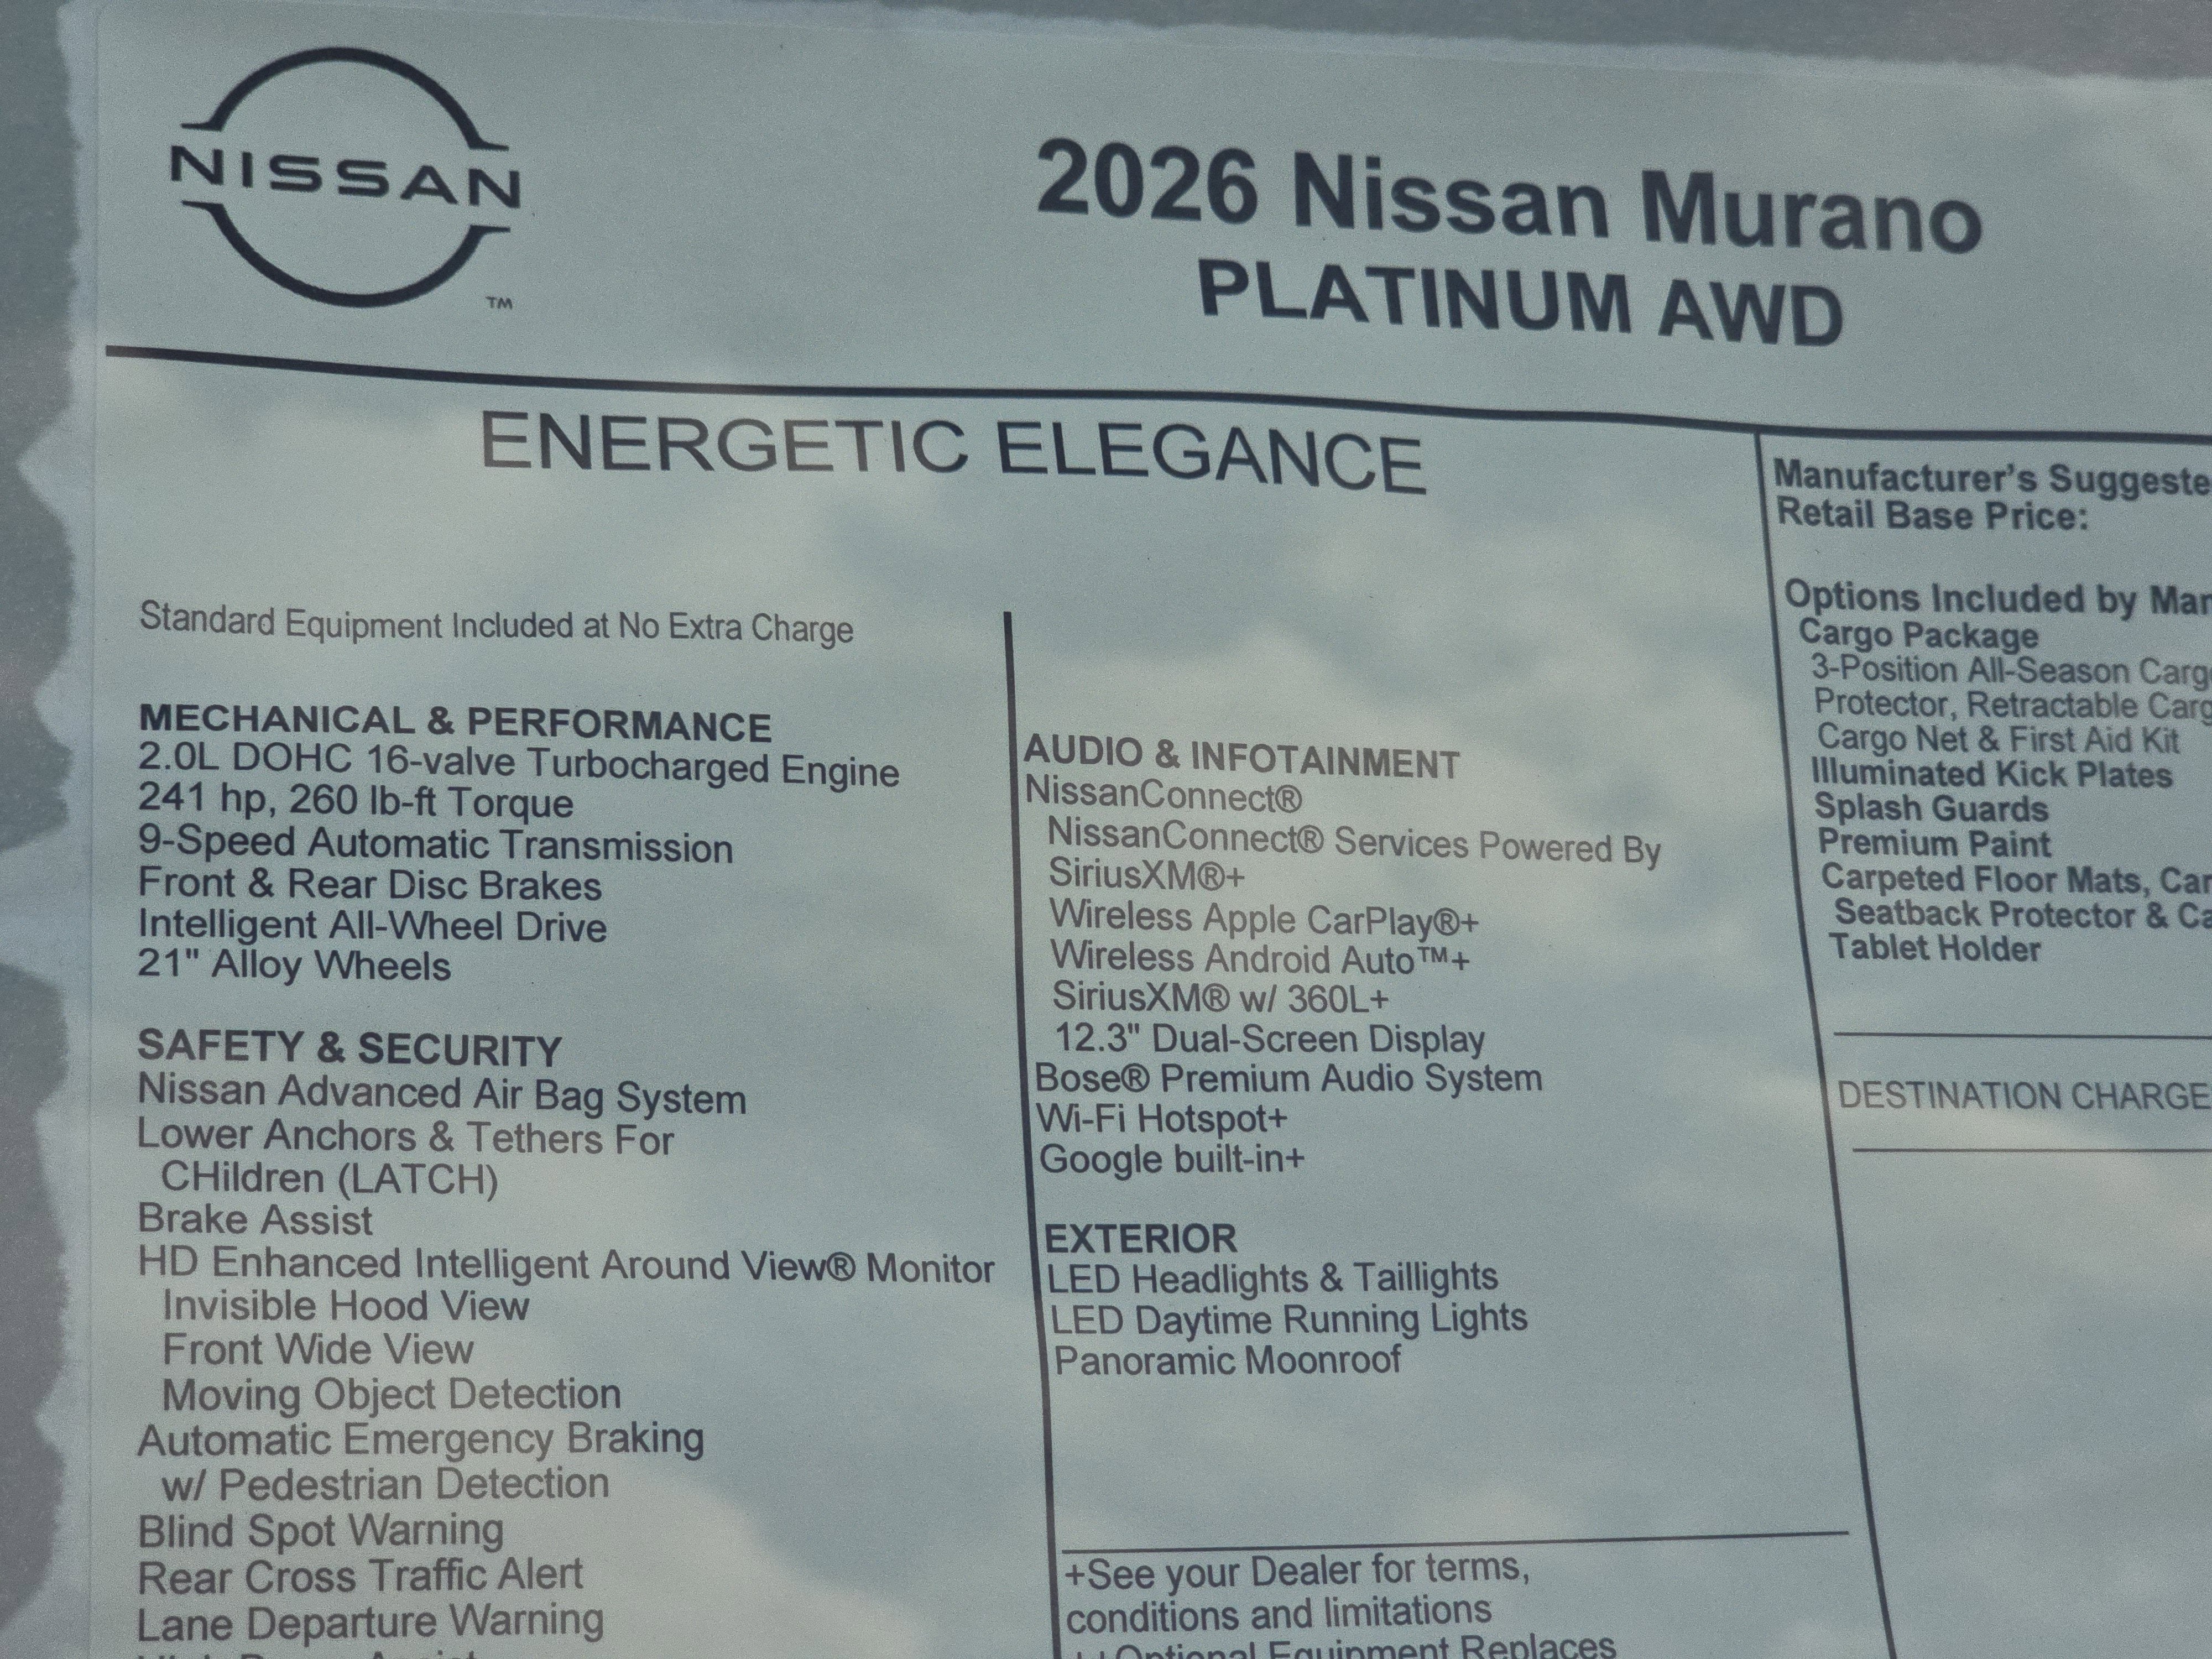 NISSAN
™
2026 Nissan Murano
PLATINUM AWD
ENERGETIC ELEGANCE
Standard Equipment Included at No Extra Charge
MECHANICAL & PERFORMANCE
2.0L DOHC 16-valve Turbocharged Engine
241 hp, 260 lb-ft Torque
9-Speed Automatic Transmission
Front & Rear Disc Brakes
Intelligent All-Wheel Drive
21" Alloy Wheels
SAFETY & SECURITY
Nissan Advanced Air Bag System
Lower Anchors & Tethers For
CHildren (LATCH)
Brake Assist
HD Enhanced Intelligent Around View® Monitor
Invisible Hood View
Front Wide View
Moving Object Detection
Automatic Emergency Braking
w/ Pedestrian Detection
Blind Spot Warning
Rear Cross Traffic Alert
Lane Departure Warning
AUDIO & INFOTAINMENT
NissanConnect®
NissanConnect® Services Powered By
SiriusXM®+
Wireless Apple CarPlay®+
Wireless Android Auto™+
SiriusXM® w/ 360L+
12.3" Dual-Screen Display
Bose® Premium Audio System
Wi-Fi Hotspot+
Google built-in+
EXTERIOR
LED Headlights & Taillights
LED Daytime Running Lights
Panoramic Moonroof
+See your Dealer for terms,
conditions and limitations
++Optional Equipment Replaces
Manufacturer's Suggeste
Retail Base Price:
Options Included by Man
Cargo Package
3-Position All-Season Carg
Protector, Retractable Carg
Cargo Net & First Aid Kit
Illuminated Kick Plates
Splash Guards
Premium Paint
Carpeted Floor Mats, Car
Seatback Protector & Ca
Tablet Holder
DESTINATION CHARGE